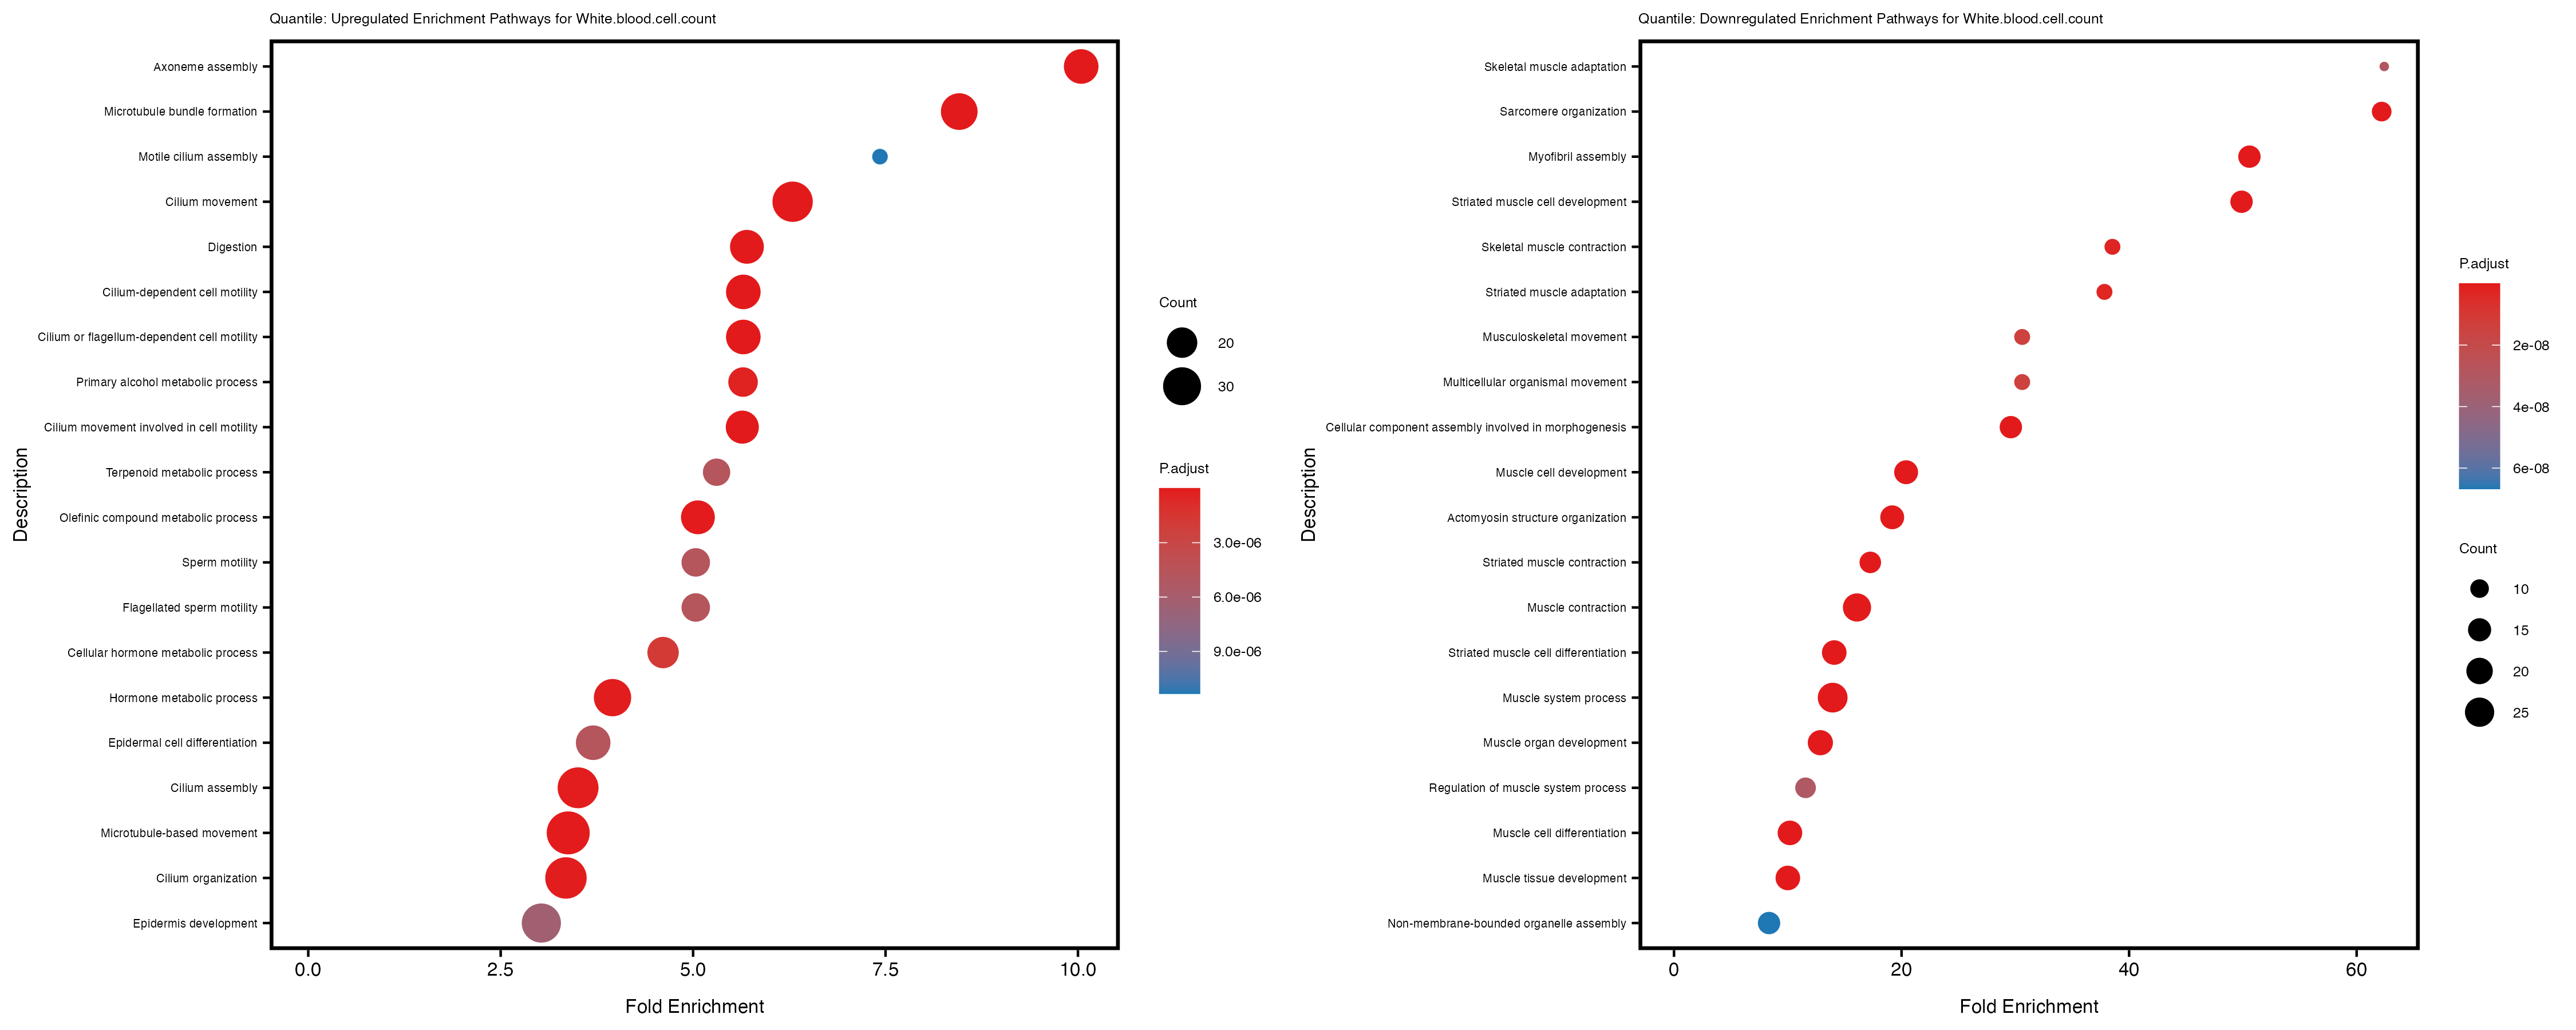 Quantile: Upregulated Enrichment Pathways for White.blood.cell.count
Description
Axoneme assembly
Microtubule bundle formation
Motile cilium assembly
Cilium movement
Digestion
Cilium-dependent cell motility
Cilium or flagellum-dependent cell motility
Primary alcohol metabolic process
Cilium movement involved in cell motility
Terpenoid metabolic process
Olefinic compound metabolic process
Sperm motility
Flagellated sperm motility
Cellular hormone metabolic process
Hormone metabolic process
Epidermal cell differentiation
Cilium assembly
Microtubule-based movement
Cilium organization
Epidermis development
0.0 2.5 5.0 7.5 10.0
Fold Enrichment
Count
20
30
P.adjust
3.0e-06
6.0e-06
9.0e-06
Quantile: Downregulated Enrichment Pathways for White.blood.cell.count
Description
Skeletal muscle adaptation
Sarcomere organization
Myofibril assembly
Striated muscle cell development
Skeletal muscle contraction
Striated muscle adaptation
Musculoskeletal movement
Multicellular organismal movement
Cellular component assembly involved in morphogenesis
Muscle cell development
Actomyosin structure organization
Striated muscle contraction
Muscle contraction
Striated muscle cell differentiation
Muscle system process
Muscle organ development
Regulation of muscle system process
Muscle cell differentiation
Muscle tissue development
Non-membrane-bounded organelle assembly
0 20 40 60
Fold Enrichment
P.adjust
2e-08
4e-08
6e-08
Count
10
15
20
25